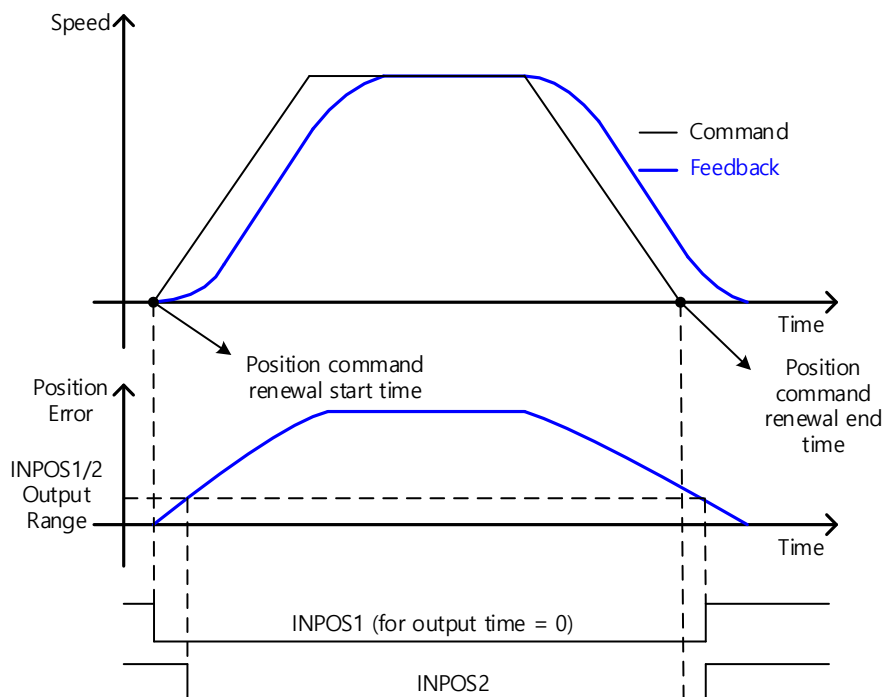 Speed
Command
Feedback
Time
Position command
renewal start time
Position
command
renewal end
time
Position
Error
INPOS1/2
Output
Range
Time
INPOS1 (for output time = 0)
INPOS2